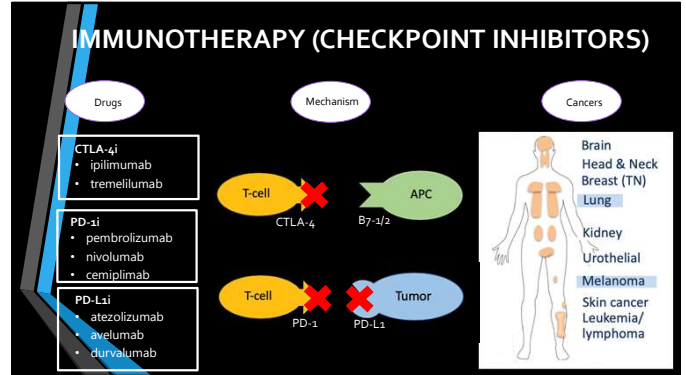 IMMUNOTHERAPY (CHECKPOINT INHIBITORS)
Drugs
Mechanism
Cancers
CTLA-4i
• ipilimumab
• tremelilumab
PD-1i
• pembrolizumab
• nivolumab
• cemiplimab
PD-L1i
• atezolizumab
• avelumab
• durvalumab
T-cell
CTLA-4
B7-1/2
APC
T-cell
PD-1
PD-L1
Tumor
Brain
Head & Neck
Breast (TN)
Lung
Kidney
Urothelial
Melanoma
Skin cancer
Leukemia/
lymphoma